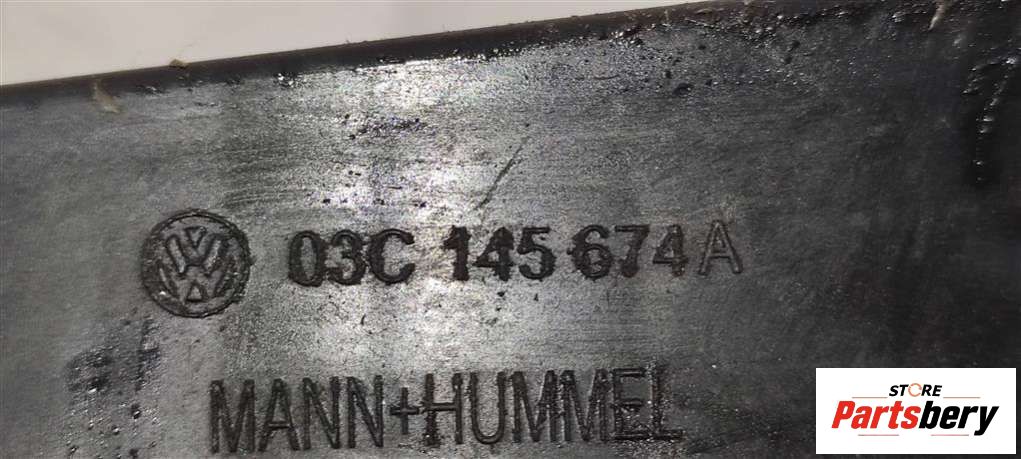 03C 145 674 A
MANN+HUMMEL
STORE
Partsbery